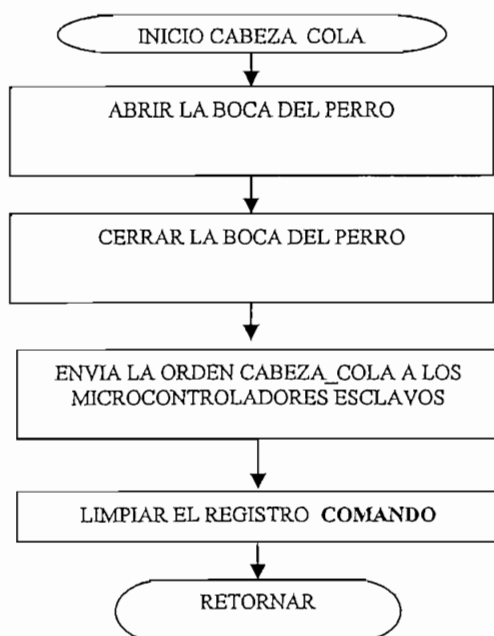 INICIO CABEZA COLA
ABRIR LA BOCA DEL PERRO
CERRAR LA BOCA DEL PERRO
ENVIA LA ORDEN CABEZA_COLA A LOS
MICROCONTROLADORES ESCLAVOS
LIMPIAR EL REGISTRO COMANDO
RETORNAR